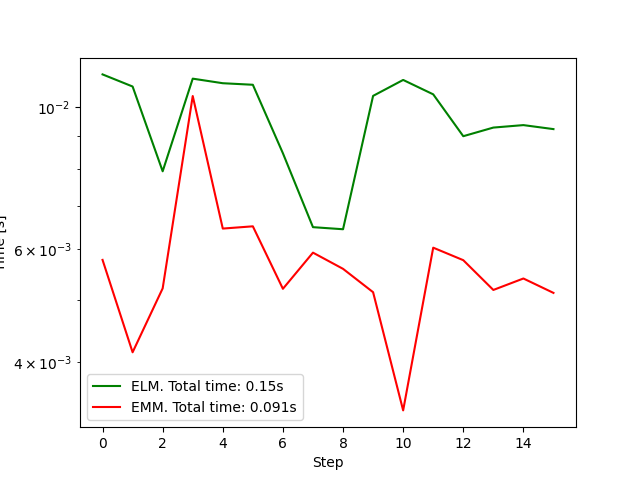 10⁻²
6 × 10⁻³
4 × 10⁻³
Time [s]
ELM. Total time: 0.15s
EMM. Total time: 0.091s
0 2 4 6 8 10 12 14
Step